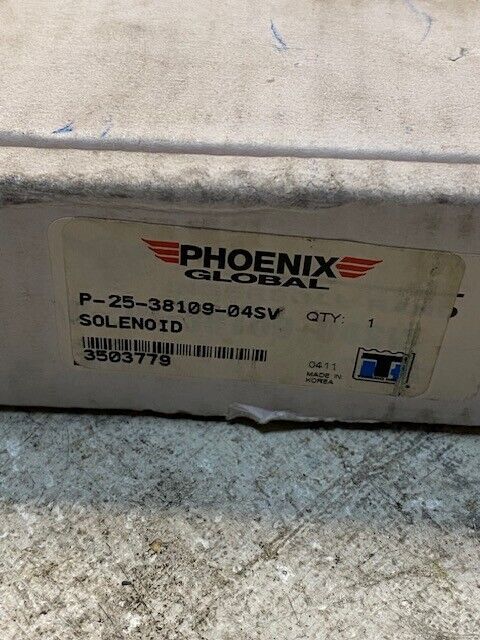 PHOENIX
GLOBAL
P-25-38109-04SV QTY: 1
SOLENOID
3503779
0411
MADE IN
KOREA